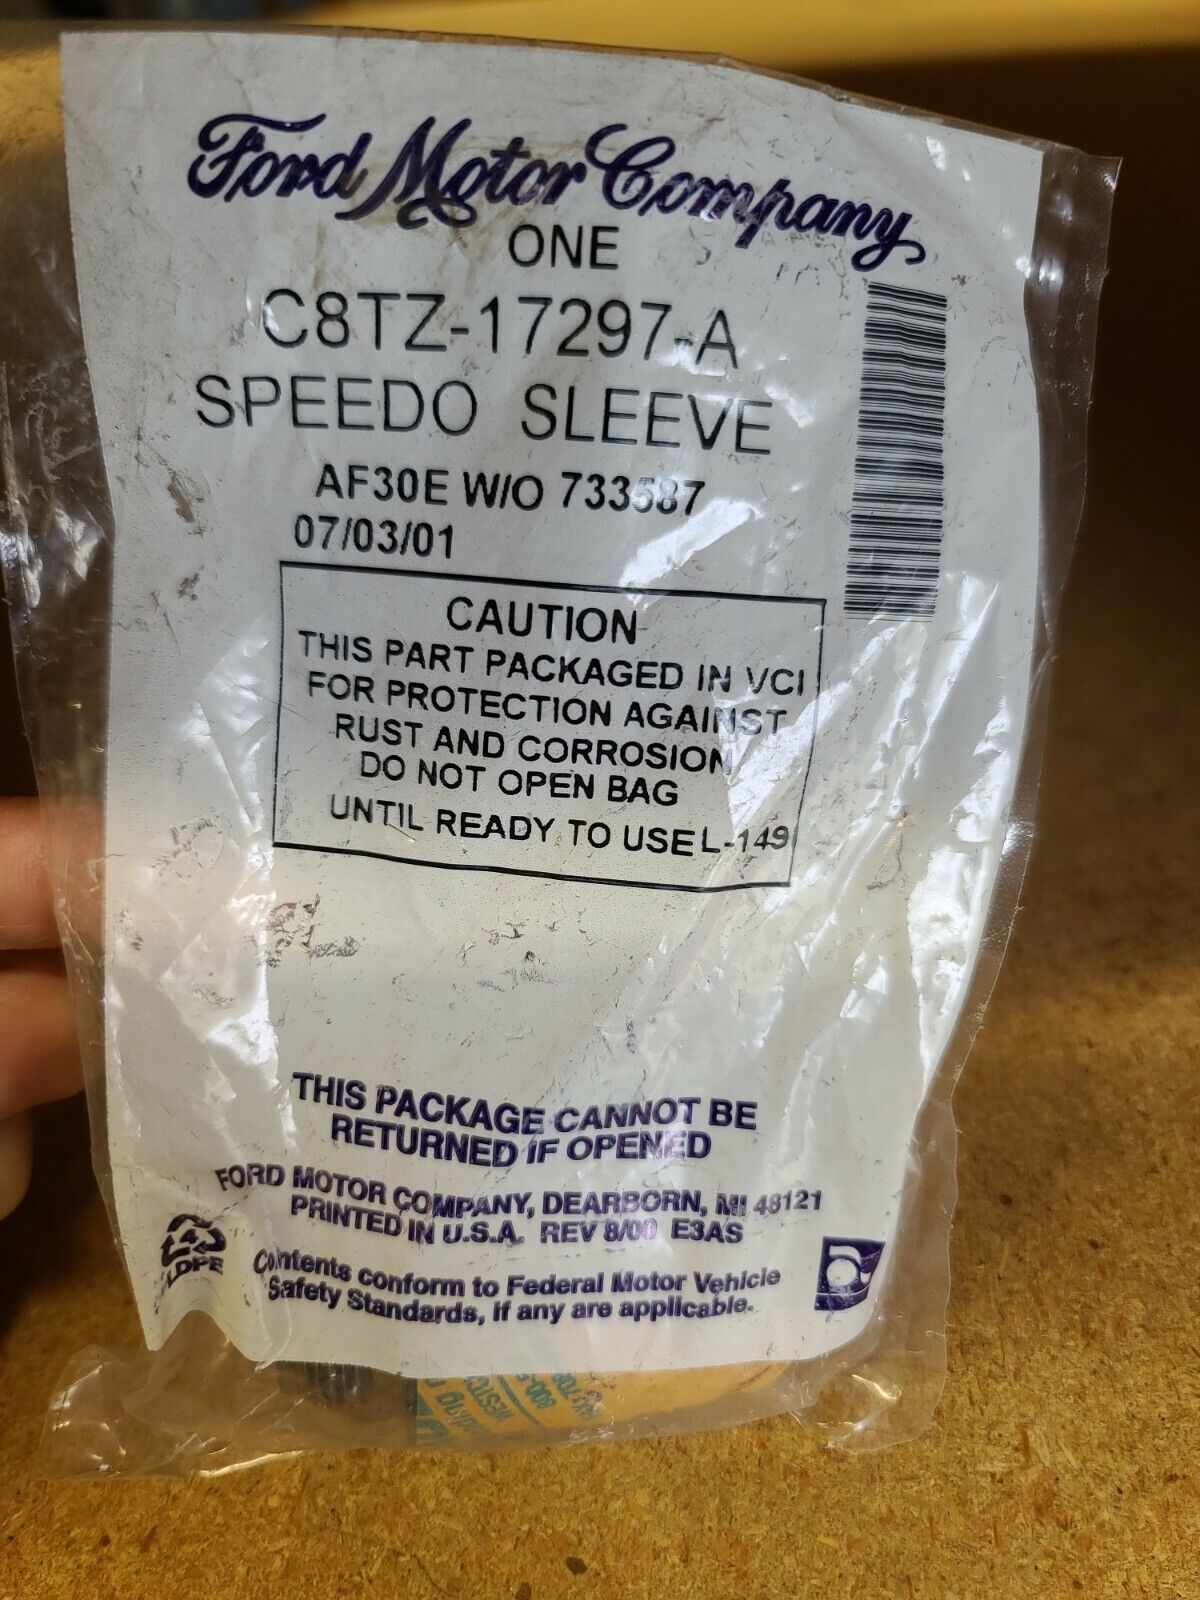 Ford Motor Company
ONE
C8TZ-17297-A
SPEEDO SLEEVE
AF30E W/O 733587
07/03/01
CAUTION
THIS PART PACKAGED IN VCI
FOR PROTECTION AGAINST
RUST AND CORROSION
DO NOT OPEN BAG
UNTIL READY TO USE L-149
THIS PACKAGE CANNOT BE
RETURNED IF OPENED
FORD MOTOR COMPANY, DEARBORN, MI 48121
PRINTED IN U.S.A. REV 8/00 E3AS
4
LDPE
Contents conform to Federal Motor Vehicle
Safety Standards, if any are applicable.